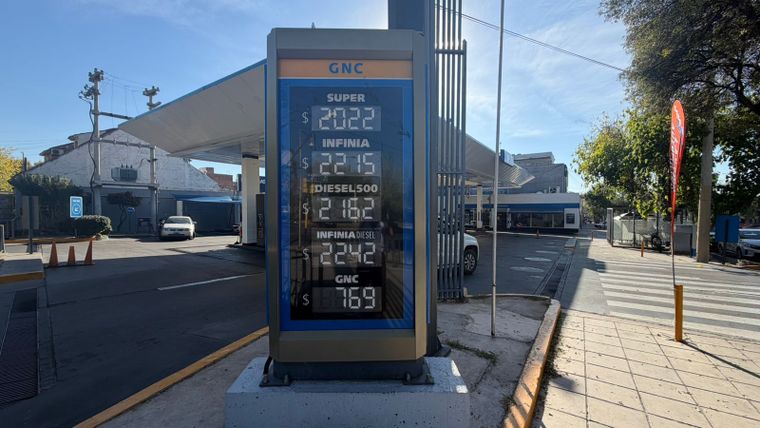 GNC
SUPER
$ 2022
INFINIA
$ 2215
DIESEL500
$ 2162
INFINIA DIESEL
$ 2242
GNC
$ 769